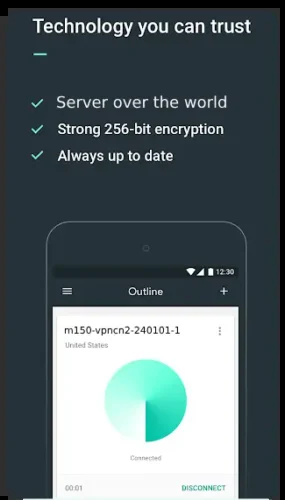 Technology you can trust
Server over the world
Strong 256-bit encryption
Always up to date
12:30
Outline
m150-vpncn2-240101-1
United States
Connected
00:01 DISCONNECT